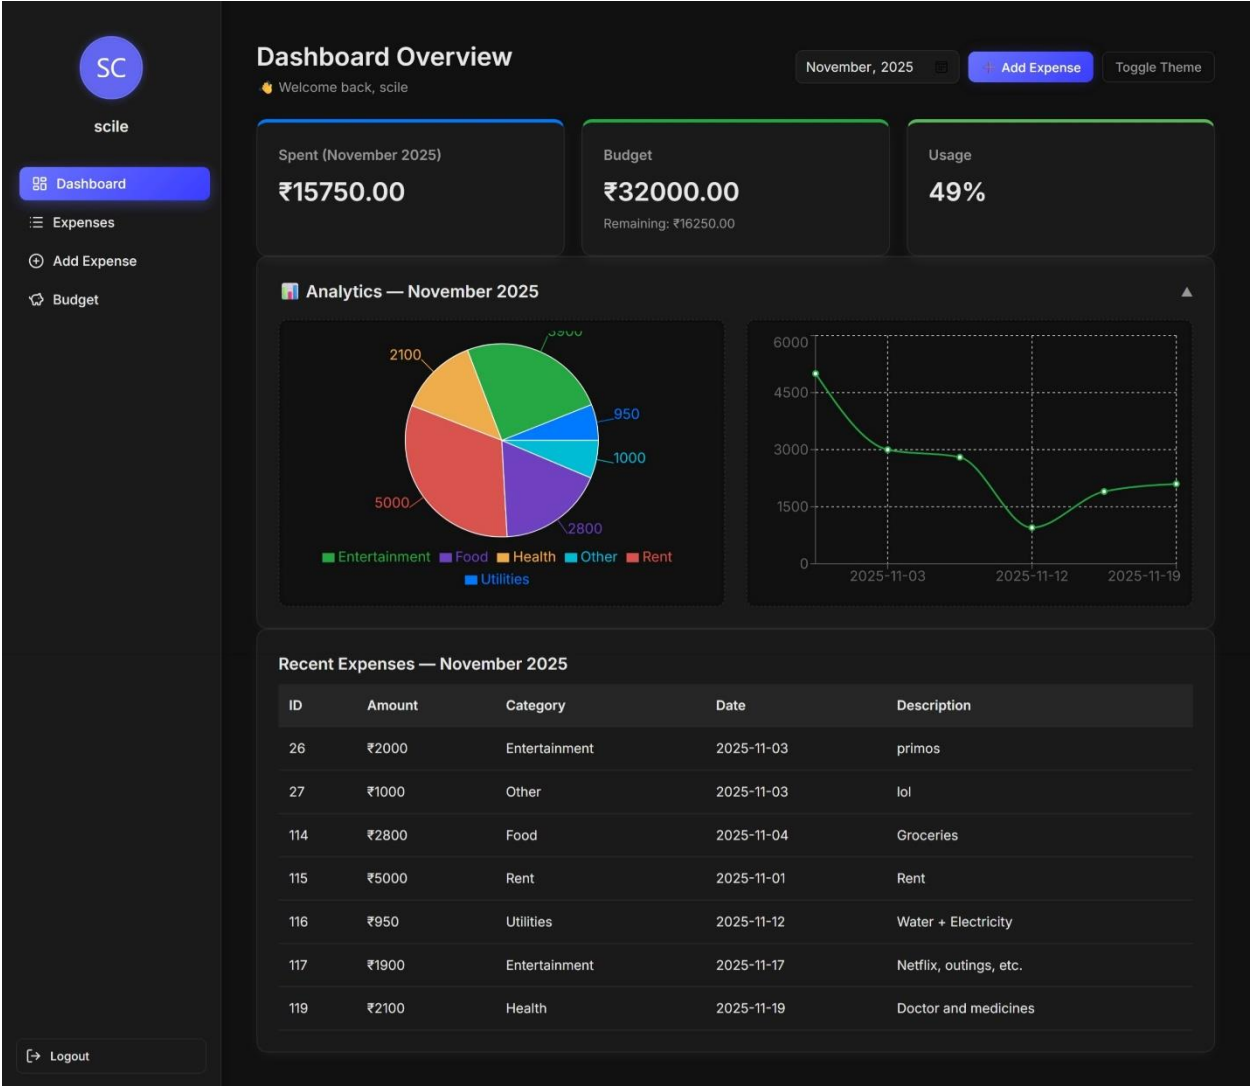 SC
scile
Dashboard
Expenses
Add Expense
Budget
Logout
Dashboard Overview
👋 Welcome back, scile
November, 2025
Add Expense
Toggle Theme
Spent (November 2025)
₹15750.00
Budget
₹32000.00
Remaining: ₹16250.00
Usage
49%
📊 Analytics — November 2025
3900
2100
950
1000
5000
2800
Entertainment Food Health Other Rent
Utilities
6000
4500
3000
1500
0
2025-11-03 2025-11-12 2025-11-19
Recent Expenses — November 2025
ID Amount Category Date Description
26 ₹2000 Entertainment 2025-11-03 primos
27 ₹1000 Other 2025-11-03 lol
114 ₹2800 Food 2025-11-04 Groceries
115 ₹5000 Rent 2025-11-01 Rent
116 ₹950 Utilities 2025-11-12 Water + Electricity
117 ₹1900 Entertainment 2025-11-17 Netflix, outings, etc.
119 ₹2100 Health 2025-11-19 Doctor and medicines